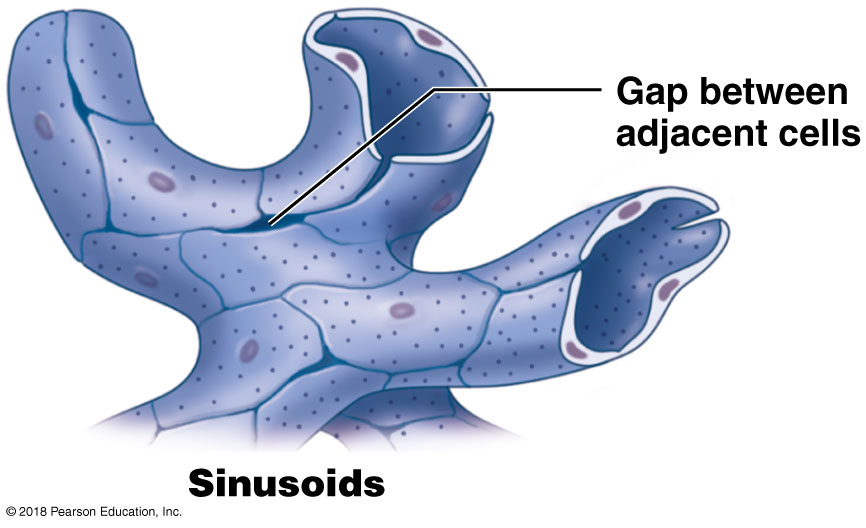 Gap between
adjacent cells
Sinusoids
© 2018 Pearson Education, Inc.